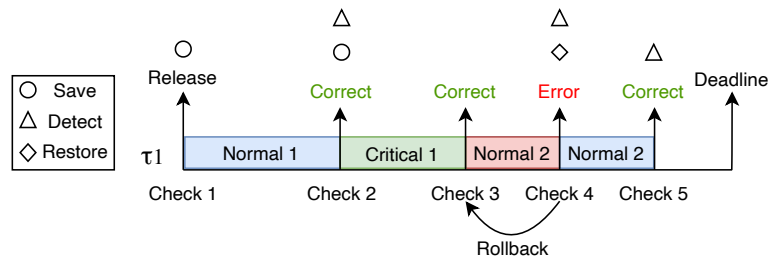 Release
Deadline
Save
Detect
Restore
Correct
Correct
Error
Correct
τ1
Normal 1
Critical 1
Normal 2
Normal 2
Check 1
Check 2
Check 3
Check 4
Check 5
Rollback